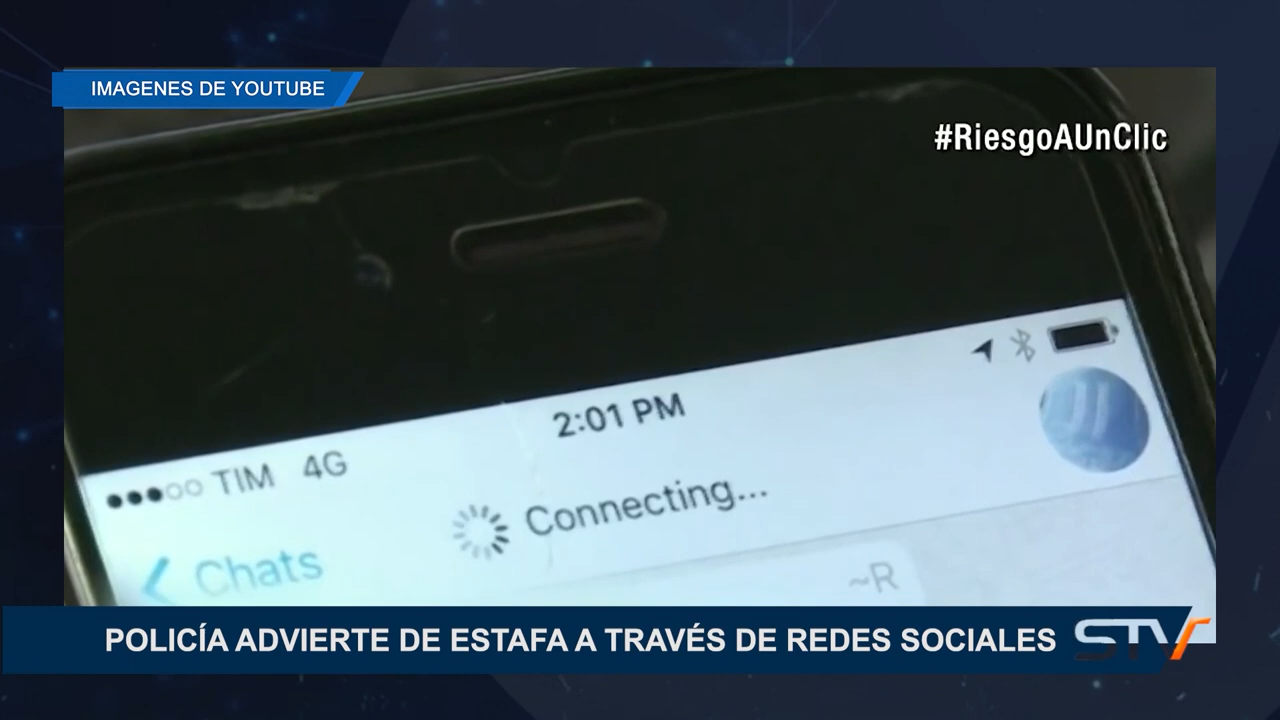 IMAGENES DE YOUTUBE
#RiesgoAUnClic
2:01 PM
TIM 4G
Connecting...
Chats
~R
POLICÍA ADVIERTE DE ESTAFA A TRAVÉS DE REDES SOCIALES
STV